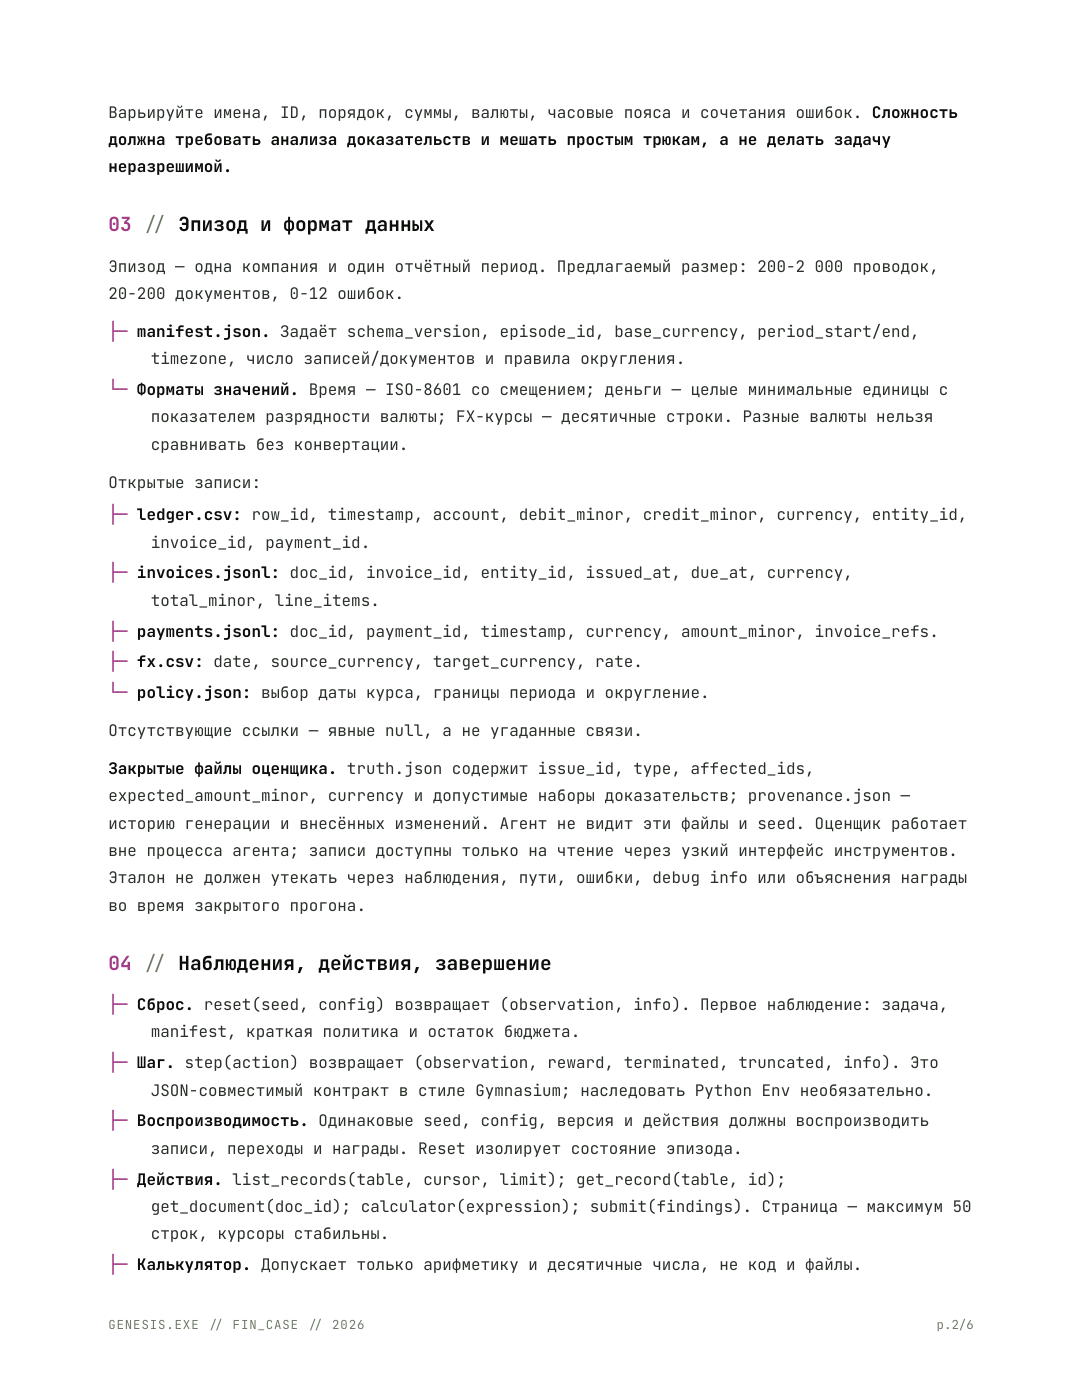 Варьируйте имена, ID, порядок, суммы, валюты, часовые пояса и сочетания ошибок. Сложность
должна требовать анализа доказательств и мешать простым трюкам, а не делать задачу
неразрешимой.
03 // Эпизод и формат данных
Эпизод — одна компания и один отчётный период. Предлагаемый размер: 200-2 000 проводок,
20-200 документов, 0-12 ошибок.
├─ manifest.json. Задаёт schema_version, episode_id, base_currency, period_start/end,
timezone, число записей/документов и правила округления.
└─ Форматы значений. Время — ISO-8601 со смещением; деньги — целые минимальные единицы с
показателем разрядности валюты; FX-курсы — десятичные строки. Разные валюты нельзя
сравнивать без конвертации.
Открытые записи:
├─ ledger.csv: row_id, timestamp, account, debit_minor, credit_minor, currency, entity_id,
invoice_id, payment_id.
├─ invoices.jsonl: doc_id, invoice_id, entity_id, issued_at, due_at, currency,
total_minor, line_items.
├─ payments.jsonl: doc_id, payment_id, timestamp, currency, amount_minor, invoice_refs.
├─ fx.csv: date, source_currency, target_currency, rate.
└─ policy.json: выбор даты курса, границы периода и округление.
Отсутствующие ссылки — явные null, а не угаданные связи.
Закрытые файлы оценщика. truth.json содержит issue_id, type, affected_ids,
expected_amount_minor, currency и допустимые наборы доказательств; provenance.json —
историю генерации и внесённых изменений. Агент не видит эти файлы и seed. Оценщик работает
вне процесса агента; записи доступны только на чтение через узкий интерфейс инструментов.
Эталон не должен утекать через наблюдения, пути, ошибки, debug info или объяснения награды
во время закрытого прогона.
04 // Наблюдения, действия, завершение
├─ Сброс. reset(seed, config) возвращает (observation, info). Первое наблюдение: задача,
manifest, краткая политика и остаток бюджета.
├─ Шаг. step(action) возвращает (observation, reward, terminated, truncated, info). Это
JSON-совместимый контракт в стиле Gymnasium; наследовать Python Env необязательно.
├─ Воспроизводимость. Одинаковые seed, config, версия и действия должны воспроизводить
записи, переходы и награды. Reset изолирует состояние эпизода.
├─ Действия. list_records(table, cursor, limit); get_record(table, id);
get_document(doc_id); calculator(expression); submit(findings). Страница — максимум 50
строк, курсоры стабильны.
├─ Калькулятор. Допускает только арифметику и десятичные числа, не код и файлы.
GENESIS.EXE // FIN_CASE // 2026
p.2/6